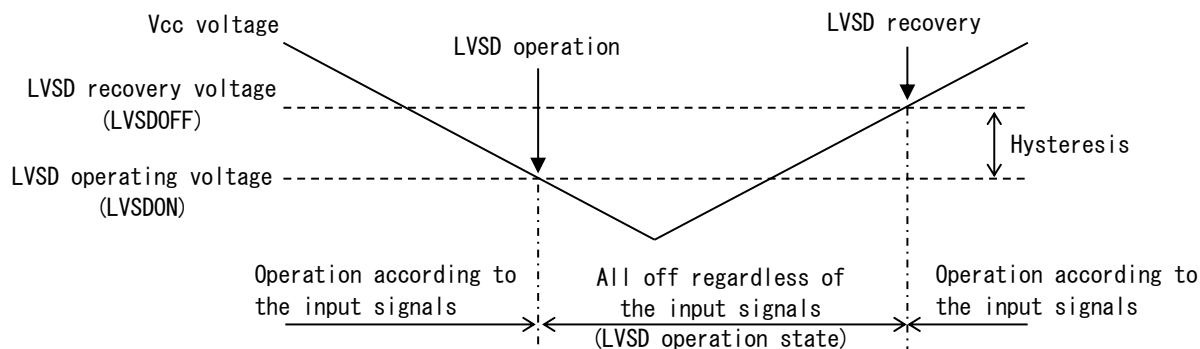 Vcc voltage
LVSD operation
LVSD recovery
LVSD recovery voltage
(LVSDOFF)
Hysteresis
LVSD operating voltage
(LVSDON)
Operation according to
the input signals
All off regardless of
the input signals
(LVSD operation state)
Operation according to
the input signals